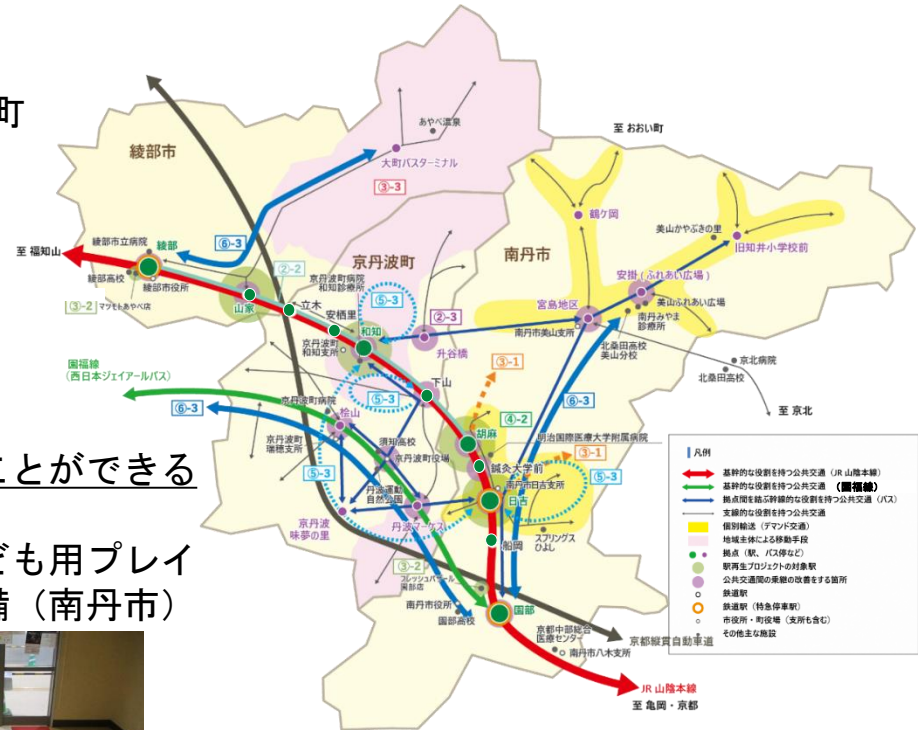 町
ことができる
ども用プレイ
備（南丹市）
綾部市
京丹波町
南丹市
至 おおい町
あやべ温泉
大町バスターミナル
③-3
⑥-3
至 福知山
綾部市立病院
綾部
綾部高校
綾部市役所
③-2
マツモトあやべ店
山家
②-2
立木
安栖里
京丹波町病院
和知診療所
⑤-3
和知
京丹波町
和知支所
②-3
升谷橋
鶴ケ岡
美山かやぶきの里
旧知井小学校前
安掛（ふれあい広場）
宮島地区
南丹市美山支所
美山ふれあい広場
南丹みやま
診療所
北桑田高校
美山分校
京北病院
北桑田高校
至 京北
園福線
（西日本ジェイアールバス）
⑥-3
下山
⑤-3
③-1
⑥-3
④-2
胡麻
明治国際医療大学附属病院
京丹波町病院
桧山
京丹波町
瑞穂支所
須知高校
京丹波町役場
丹波運動
自然公園
⑤-3
京丹波
味夢の里
丹波マーケス
鍼灸大学前
③-1
南丹市日吉支所
⑤-3
日吉
スプリングス
ひよし
船岡
③-2
フレッシュバザール
園部店
南丹市役所
園部高校
園部
京都中部総合
医療センター
南丹市八木支所
京都縦貫自動車道
JR 山陰本線
至 亀岡・京都
凡例
基幹的な役割を持つ公共交通（JR 山陰本線）
基幹的な役割を持つ公共交通（園福線）
拠点間を結ぶ幹線的な役割を持つ公共交通（バス）
支線的な役割を持つ公共交通
個別輸送（デマンド交通）
地域主体による移動手段
拠点（駅、バス停など）
駅再生プロジェクトの対象駅
公共交通間の乗継の改善をする箇所
鉄道駅
鉄道駅（特急停車駅）
市役所・町役場（支所も含む）
その他主な施設